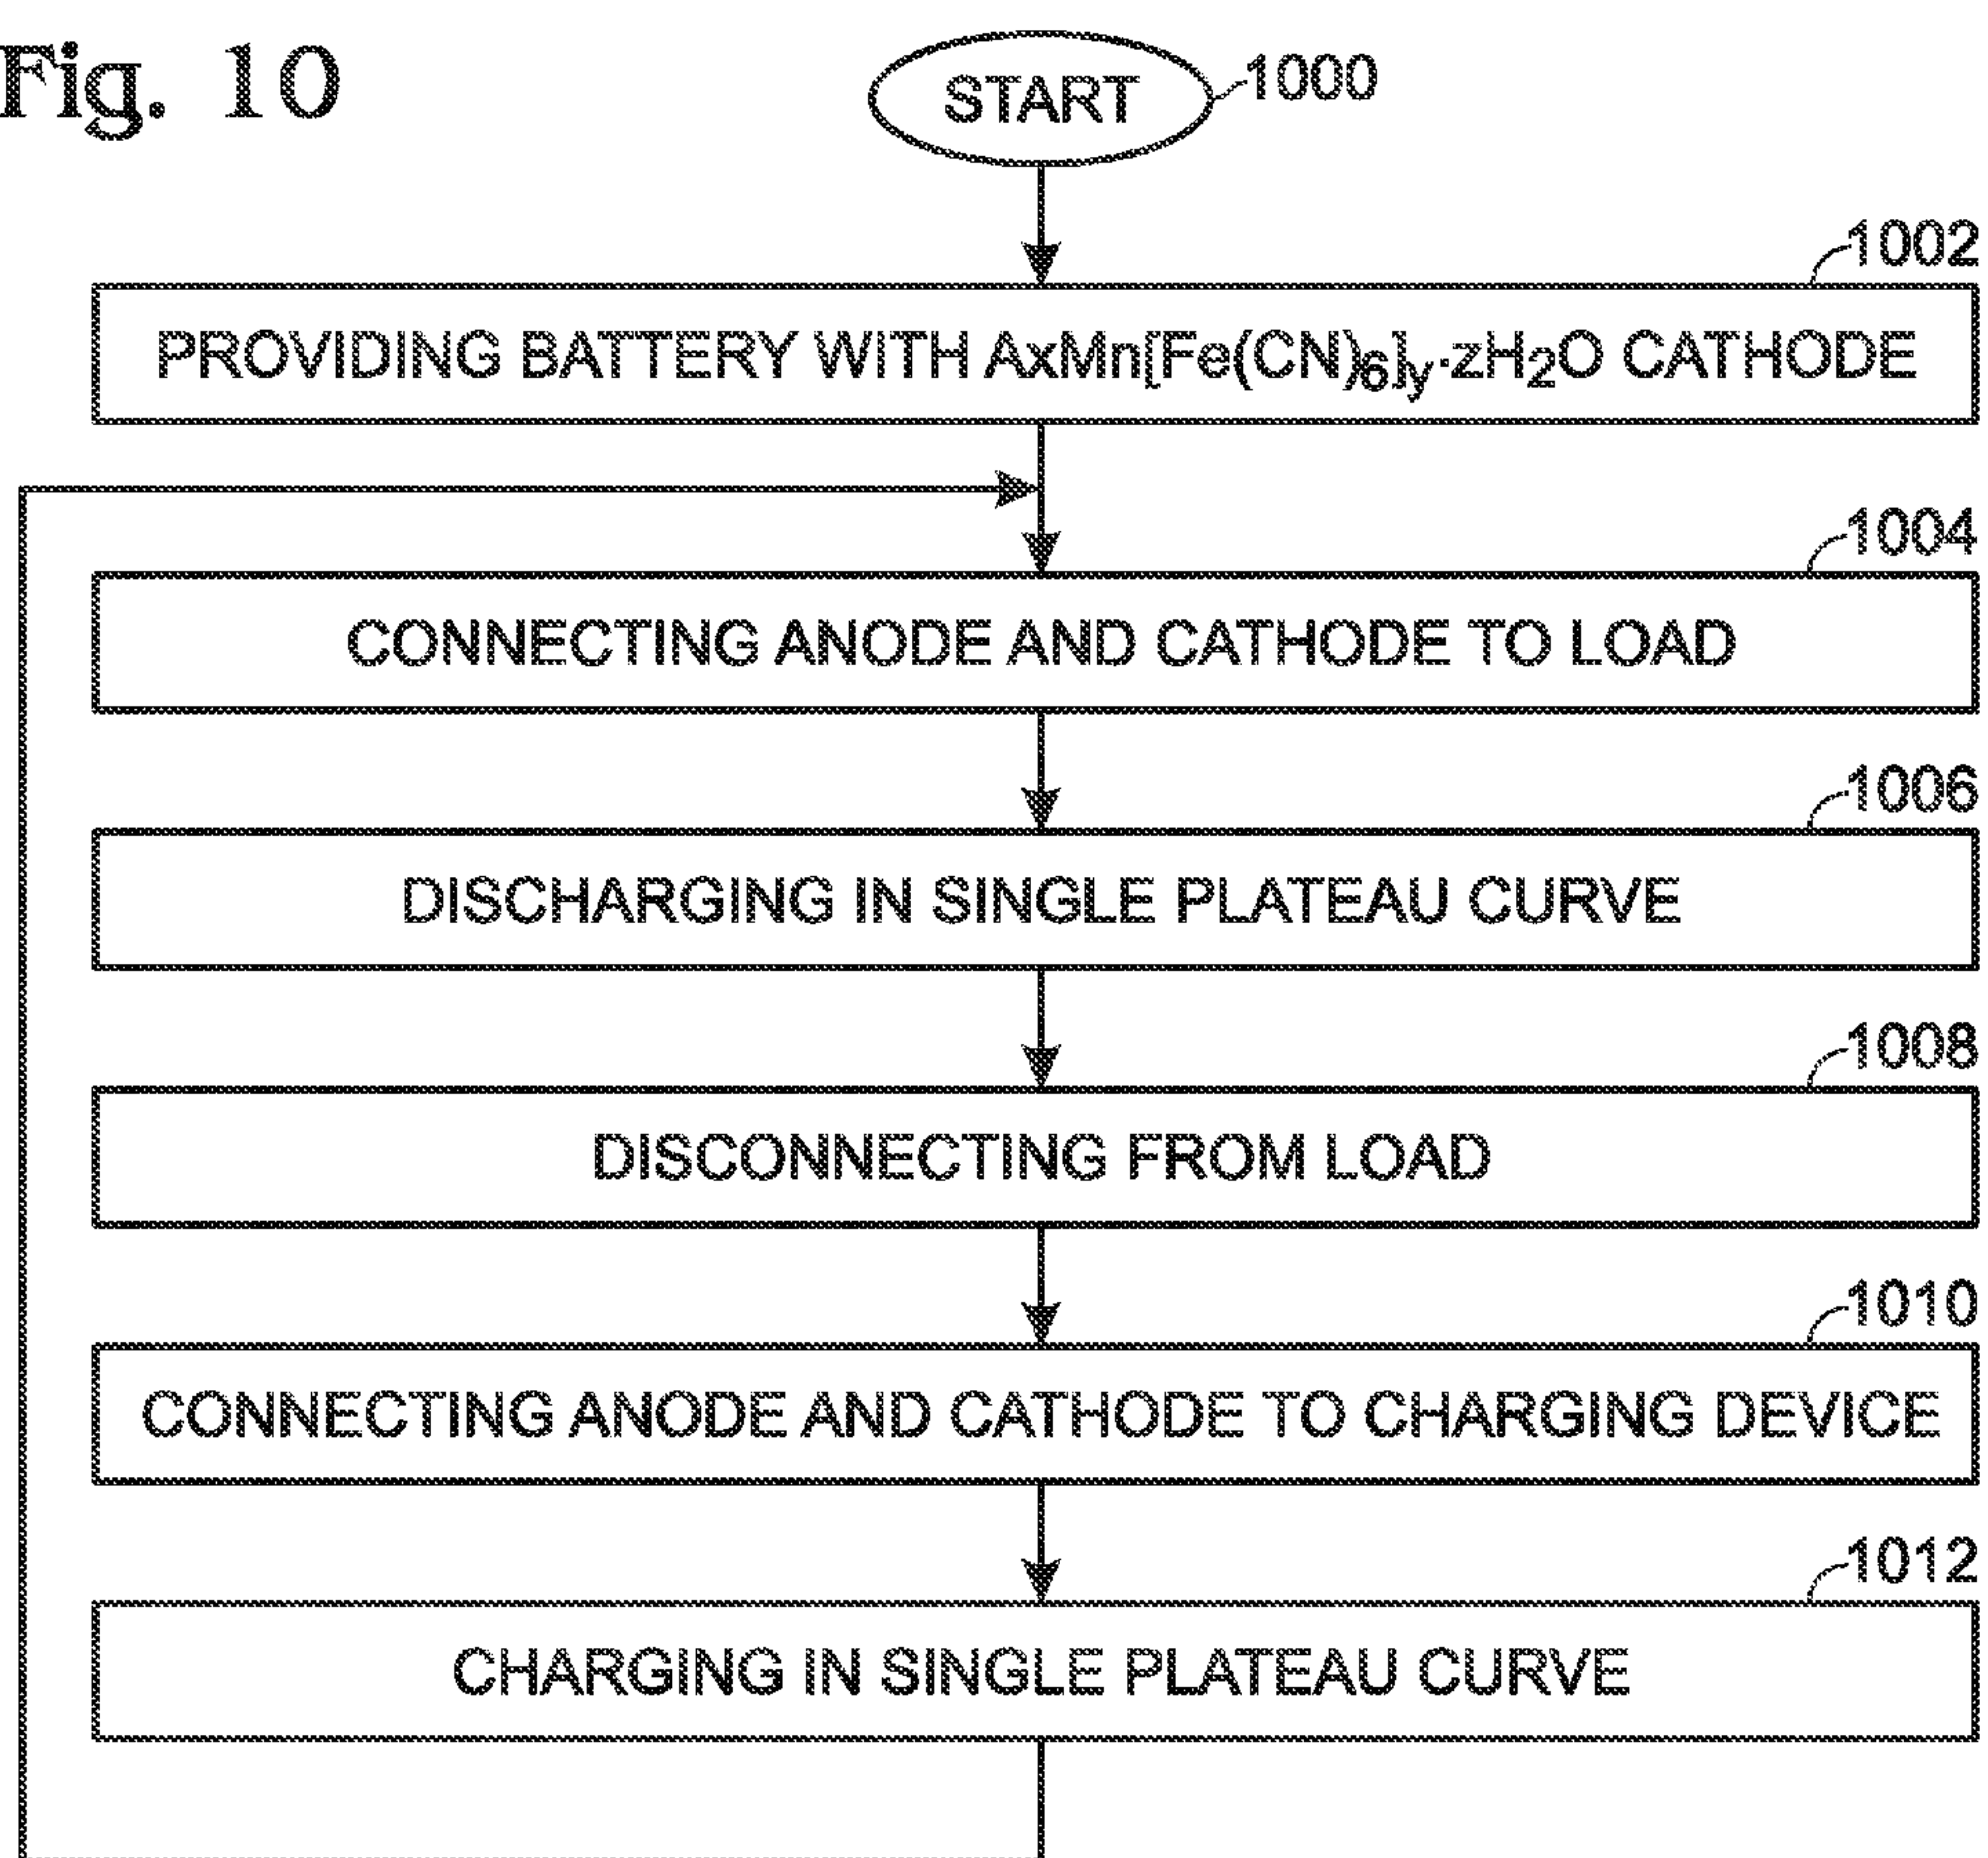 Fig. 10
START
1000
1002
PROVIDING BATTERY WITH AxMn[Fe(CN)₆]ᵧ·zH₂O CATHODE
1004
CONNECTING ANODE AND CATHODE TO LOAD
1006
DISCHARGING IN SINGLE PLATEAU CURVE
1008
DISCONNECTING FROM LOAD
1010
CONNECTING ANODE AND CATHODE TO CHARGING DEVICE
1012
CHARGING IN SINGLE PLATEAU CURVE